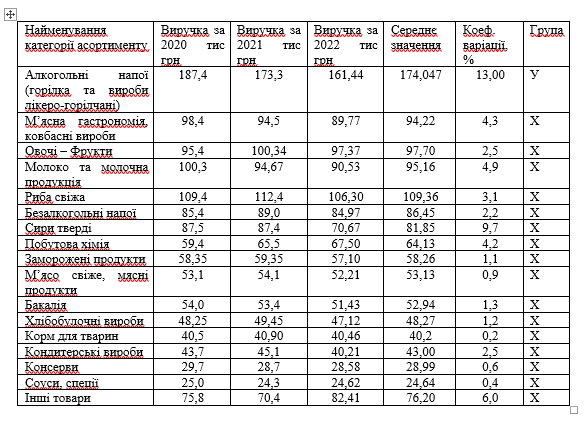 Найменування категорії асортименту Виручка за 2020 тис грн Виручка за 2021 тис грн Виручка за 2022 тис грн Середнє значення Коеф. варіації, % Група
Алкогольні напої (горілка та вироби лікеро-горілчані) 187,4 173,3 161,44 174,047 13,00 У
М’ясна гастрономія, ковбасні вироби 98,4 94,5 89,77 94,22 4,3 Х
Овочі – Фрукти 95,4 100,34 97,37 97,70 2,5 Х
Молоко та молочна продукція 100,3 94,67 90,53 95,16 4,9 Х
Риба свіжа 109,4 112,4 106,30 109,36 3,1 Х
Безалкогольні напої 85,4 89,0 84,97 86,45 2,2 Х
Сири тверді 87,5 87,4 70,67 81,85 9,7 Х
Побутова хімія 59,4 65,5 67,50 64,13 4,2 Х
Заморожені продукти 58,35 59,35 57,10 58,26 1,1 Х
М’ясо свіже, мясні продукти 53,1 54,1 52,21 53,13 0,9 Х
Бакалія 54,0 53,4 51,43 52,94 1,3 Х
Хлібобулочні вироби 48,25 49,45 47,12 48,27 1,2 Х
Корм для тварин 40,5 40,90 40,46 40,2 0,2 Х
Кондитерські вироби 43,7 45,1 40,21 43,00 2,5 Х
Консерви 29,7 28,7 28,58 28,99 0,6 Х
Соуси, спеції 25,0 24,3 24,62 24,64 0,4 Х
Інші товари 75,8 70,4 82,41 76,20 6,0 Х